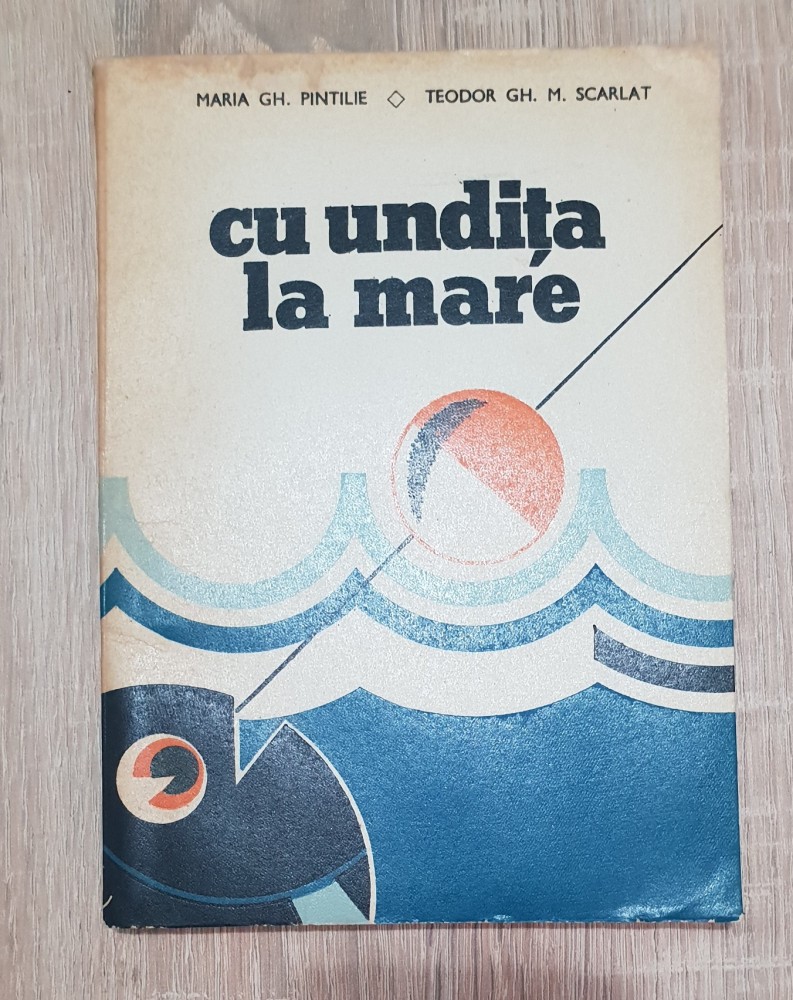 MARIA GH. PINTILIE ◇ TEODOR GH. M. SCARLAT
cu undița
la mare